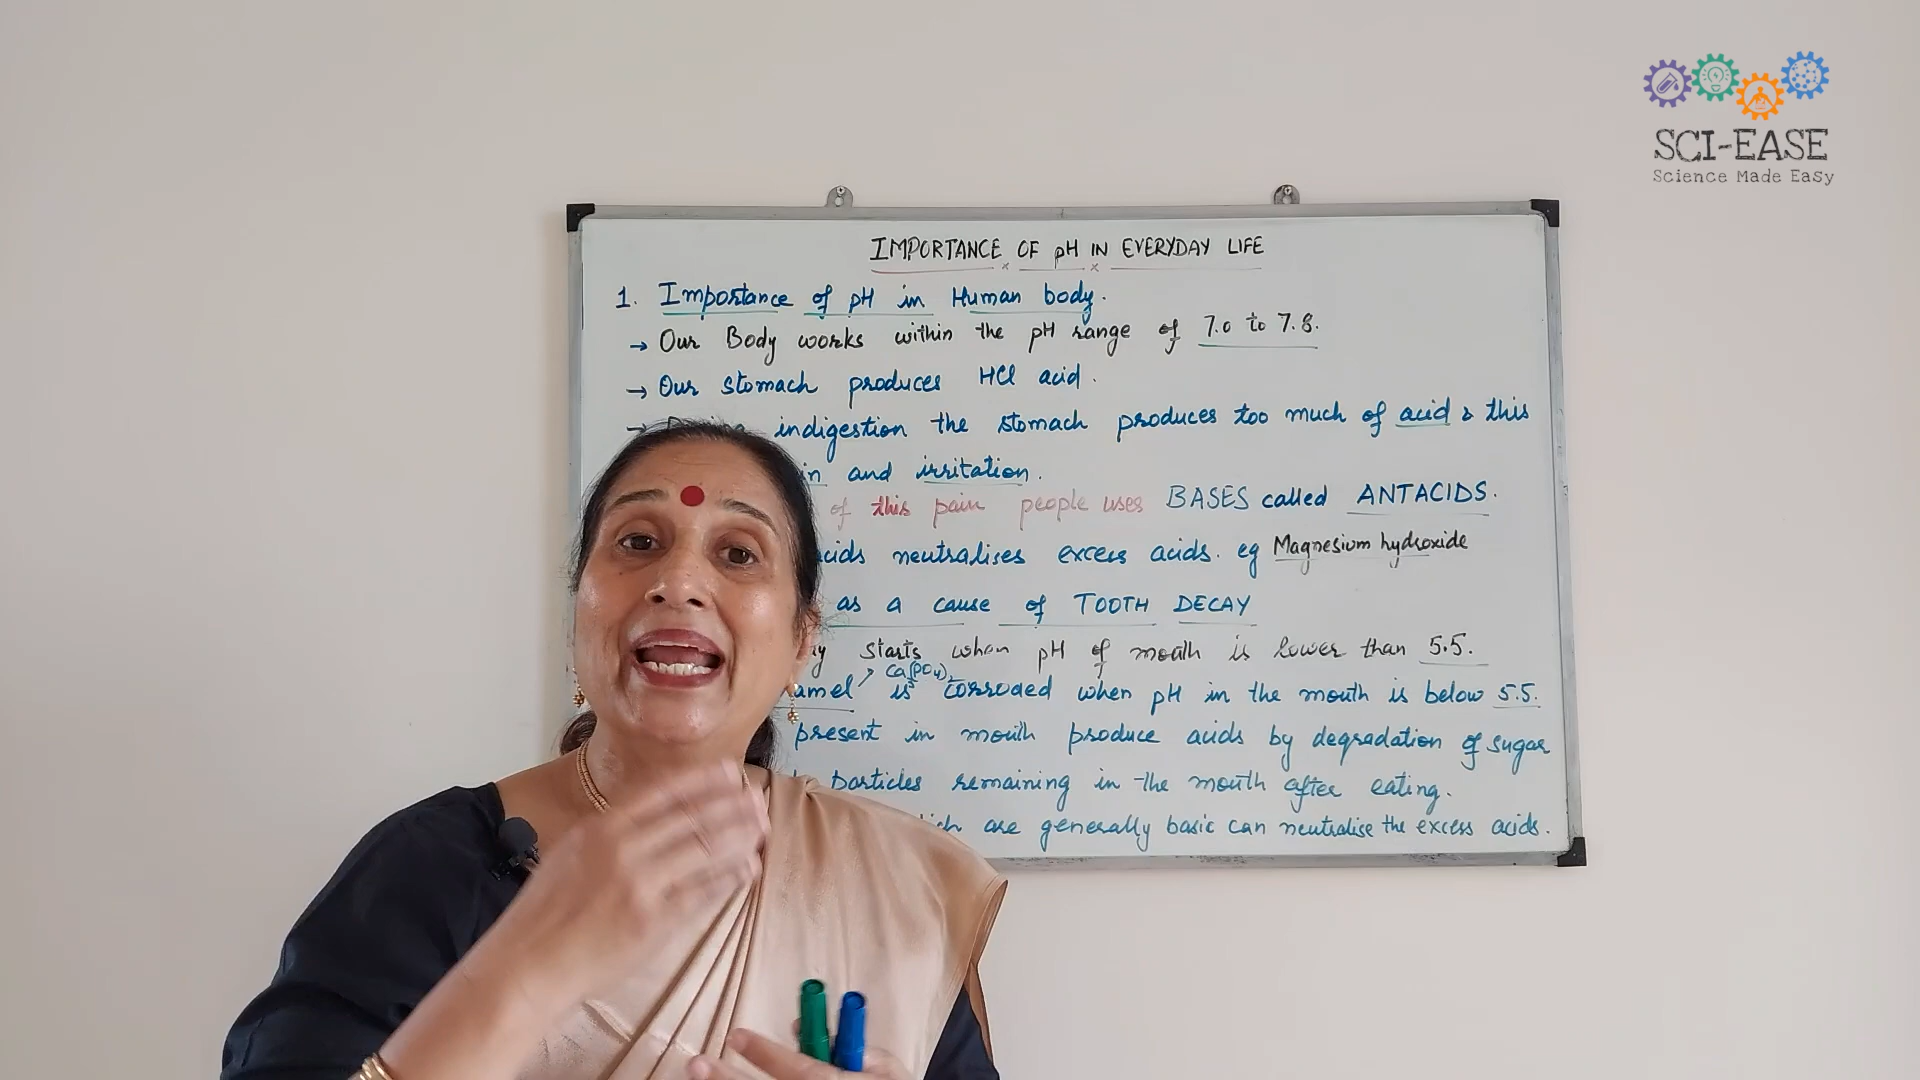 SCI-EASE
Science Made Easy
IMPORTANCE OF pH IN EVERYDAY LIFE
1. Importance of pH in Human body.
→ Our Body works within the pH range of 7.0 to 7.8.
→ Our stomach produces HCl acid.
→ indigestion the stomach produces too much of acid & this
and irritation.
of this pain people uses BASES called ANTACIDS.
neutralises excess acids. eg Magnesium hydroxide
as a cause of TOOTH DECAY
starts when pH of mouth is lower than 5.5.
is corroded when pH in the mouth is below 5.5.
present in mouth produce acids by degradation of sugar
particles remaining in the mouth after eating.
are generally basic can neutralise the excess acids.